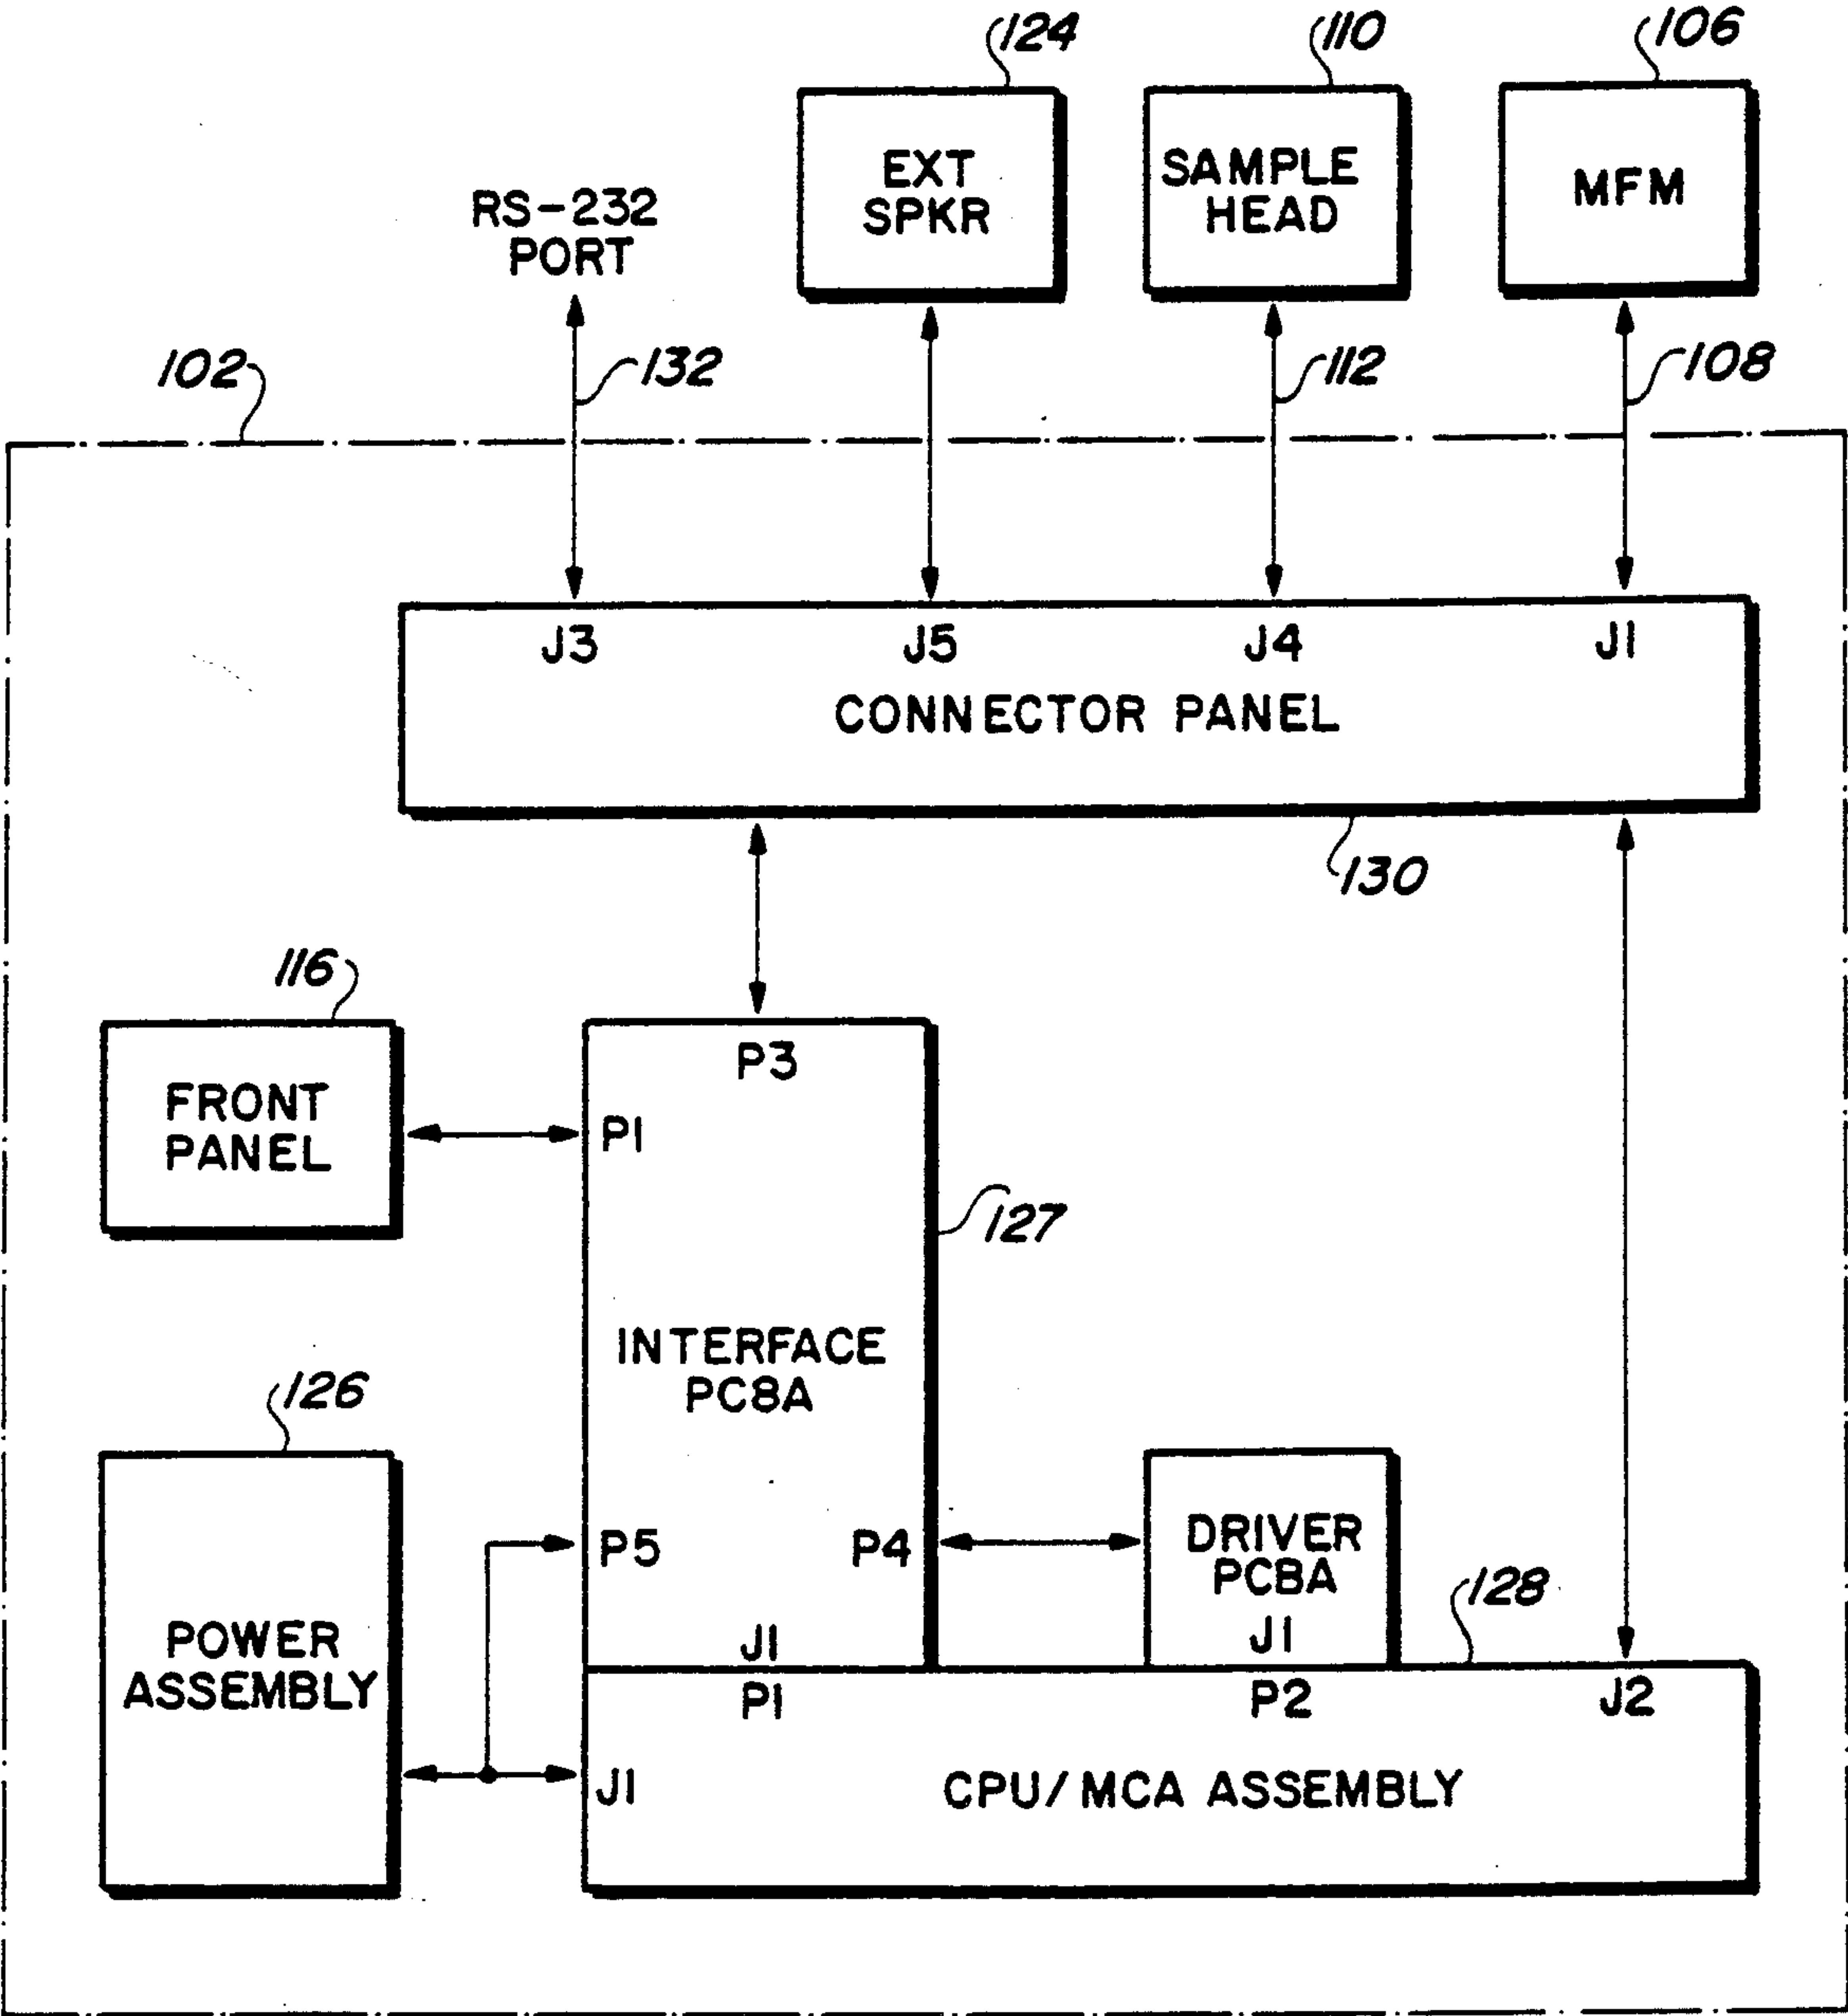 124
110
106
EXT
SPKR
SAMPLE
HEAD
MFM
RS-232
PORT
102
132
112
108
J3
J5
J4
J1
CONNECTOR PANEL
130
116
P3
FRONT
PANEL
P1
127
INTERFACE
PC8A
126
P5
P4
DRIVER
PCBA
128
POWER
ASSEMBLY
J1
J1
P1
P2
J2
J1
CPU/MCA ASSEMBLY